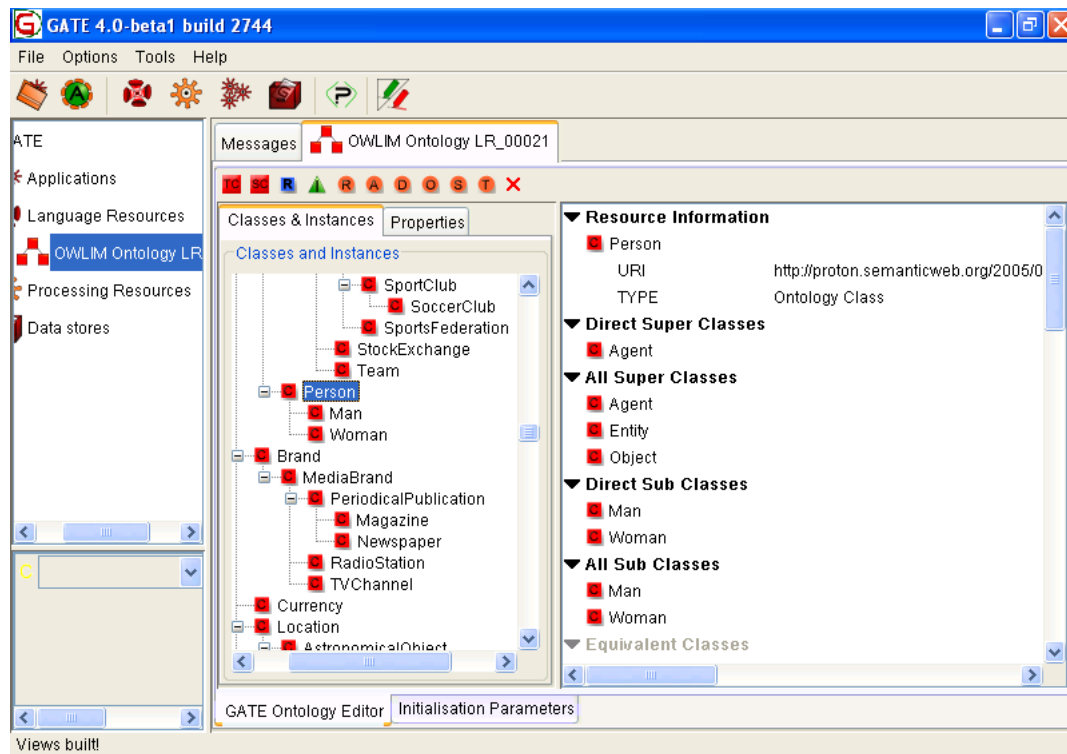 GATE 4.0-beta1 build 2744
File Options Tools Help
ATE
Applications
Language Resources
OWLIM Ontology LR
Processing Resources
Data stores
Messages
OWLIM Ontology LR_00021
TC SC R I R A D O S T
Classes & Instances
Properties
Classes and Instances
SportClub
SoccerClub
SportsFederation
StockExchange
Team
Person
Man
Woman
Brand
MediaBrand
PeriodicalPublication
Magazine
Newspaper
RadioStation
TVChannel
Currency
Location
AstronomicalObject
Resource Information
C Person
URI http://proton.semanticweb.org/2005/0
TYPE Ontology Class
Direct Super Classes
C Agent
All Super Classes
C Agent
C Entity
C Object
Direct Sub Classes
C Man
C Woman
All Sub Classes
C Man
C Woman
Equivalent Classes
C
GATE Ontology Editor
Initialisation Parameters
Views built!